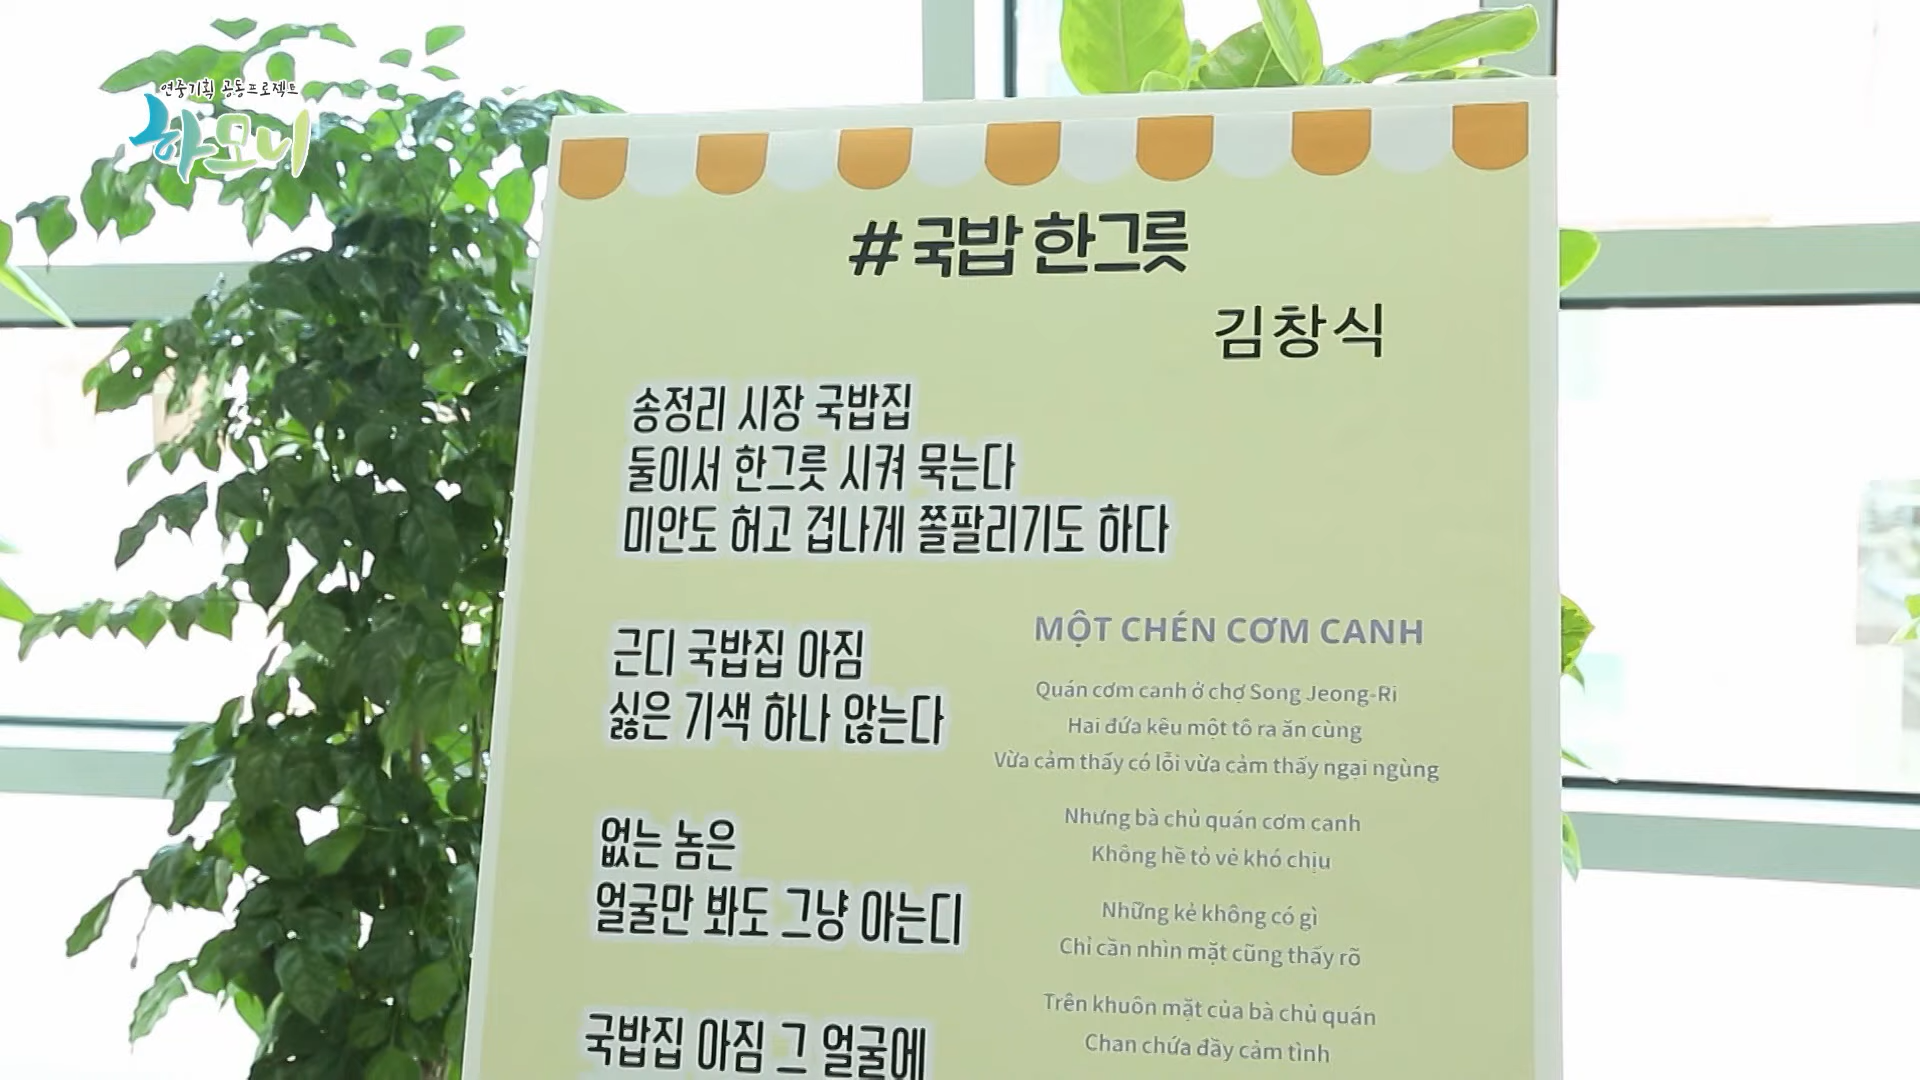 연중기획 공동프로젝트
하모니
#국밥 한그릇
김창식
송정리 시장 국밥집
둘이서 한그릇 시켜 묵는다
미안도 허고 겁나게 쫄팔리기도 하다
근디 국밥집 아짐
싫은 기색 하나 않는다
없는 놈은
얼굴만 봐도 그냥 아는디
국밥집 아짐 그 얼굴에
MỘT CHÉN CƠM CANH
Quán cơm canh ở chợ Song Jeong-Ri
Hai đứa kêu một tô ra ăn cùng
Vừa cảm thấy có lỗi vừa cảm thấy ngại ngùng
Nhưng bà chủ quán cơm canh
Không hề tỏ vẻ khó chịu
Những kẻ không có gì
Chỉ cần nhìn mặt cũng thấy rõ
Trên khuôn mặt của bà chủ quán
Chan chứa đầy cảm tình